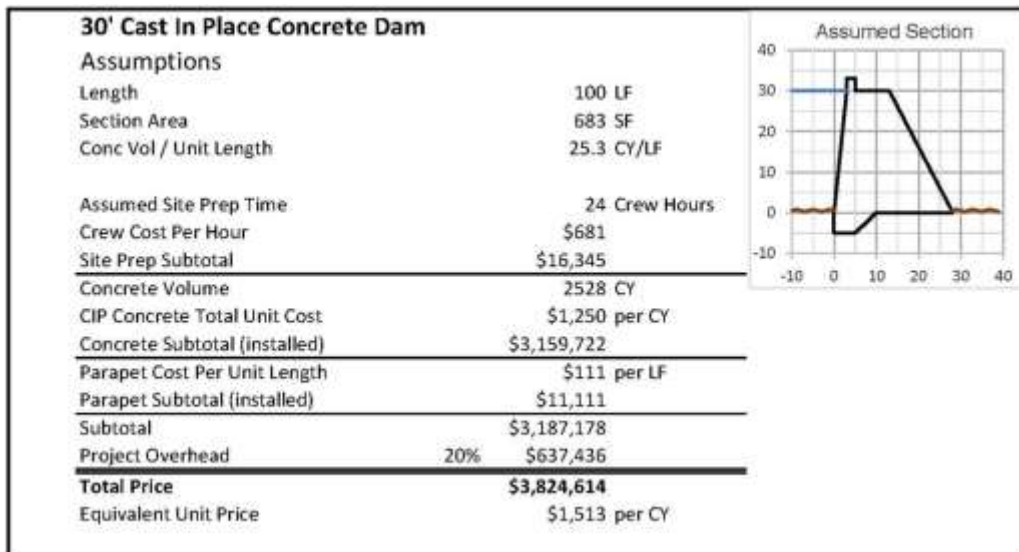 30' Cast In Place Concrete Dam
Assumptions
Length 100 LF
Section Area 683 SF
Conc Vol / Unit Length 25.3 CY/LF
Assumed Site Prep Time 24 Crew Hours
Crew Cost Per Hour $681
Site Prep Subtotal $16,345
Concrete Volume 2528 CY
CIP Concrete Total Unit Cost $1,250 per CY
Concrete Subtotal (installed) $3,159,722
Parapet Cost Per Unit Length $111 per LF
Parapet Subtotal (installed) $11,111
Subtotal $3,187,178
Project Overhead 20% $637,436
Total Price $3,824,614
Equivalent Unit Price $1,513 per CY
Assumed Section
40
30
20
10
0
-10
-10 0 10 20 30 40